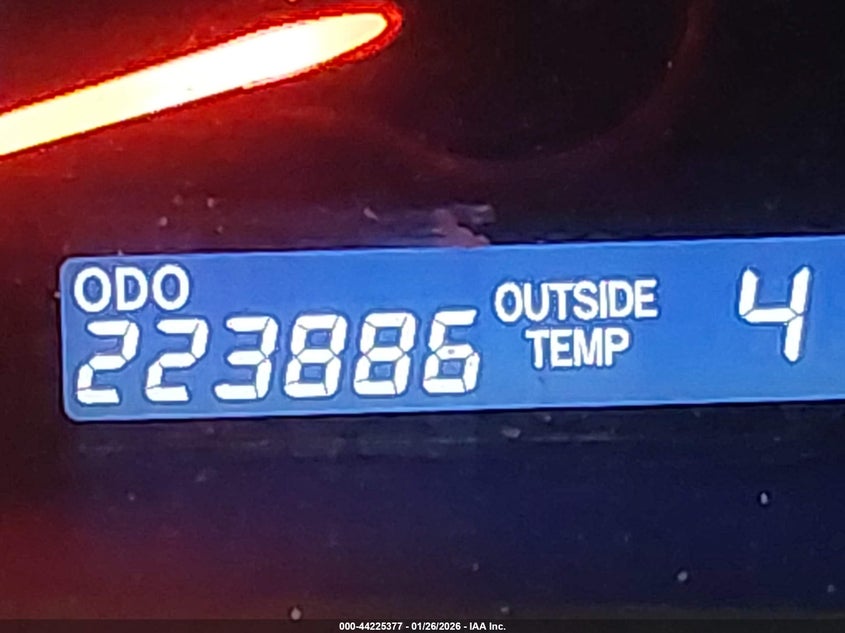 ODO
223886
OUTSIDE
TEMP
4
000-44225377 - 01/26/2026 - IAA Inc.